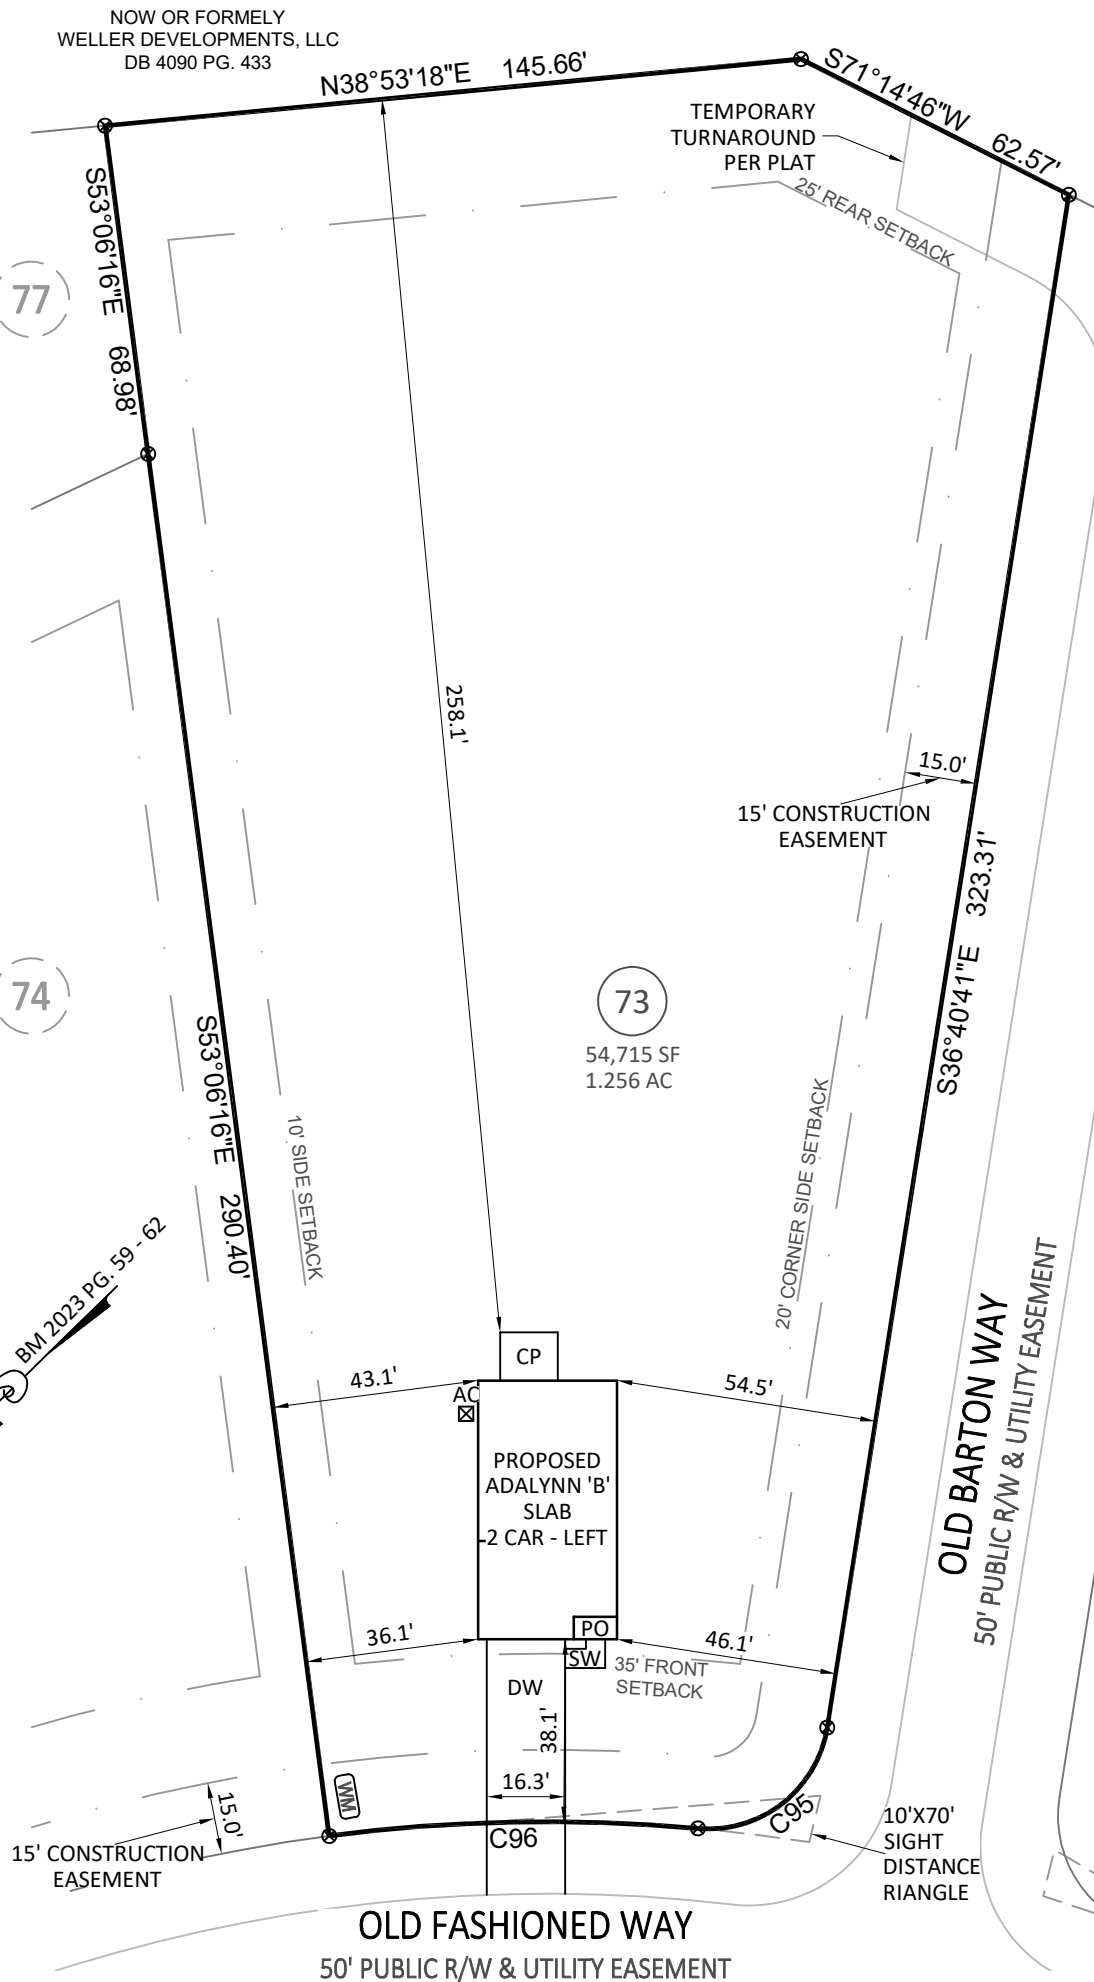 NOW OR FORMELY
WELLER DEVELOPMENTS, LLC
DB 4090 PG. 433
N38°53'18"E 145.66'
S71°14'46"W 62.57'
TEMPORARY
TURNAROUND
PER PLAT
25' REAR SETBACK
S53°06'16"E 68.98'
77
258.1'
15.0'
15' CONSTRUCTION
EASEMENT
S36°40'41"E 323.31'
74
73
54,715 SF
1.256 AC
S53°06'16"E 290.40'
10' SIDE SETBACK
20' CORNER SIDE SETBACK
BM 2023 PG. 59 - 62
OLD BARTON WAY
50' PUBLIC R/W & UTILITY EASEMENT
CP
43.1'
AC
54.5'
PROPOSED
ADALYNN 'B'
SLAB
2 CAR - LEFT
36.1'
PO
46.1'
SW
35' FRONT
SETBACK
DW
38.1'
16.3'
WM
15.0'
C95
C96
15' CONSTRUCTION
EASEMENT
10'X70'
SIGHT
DISTANCE
RIANGLE
OLD FASHIONED WAY
50' PUBLIC R/W & UTILITY EASEMENT